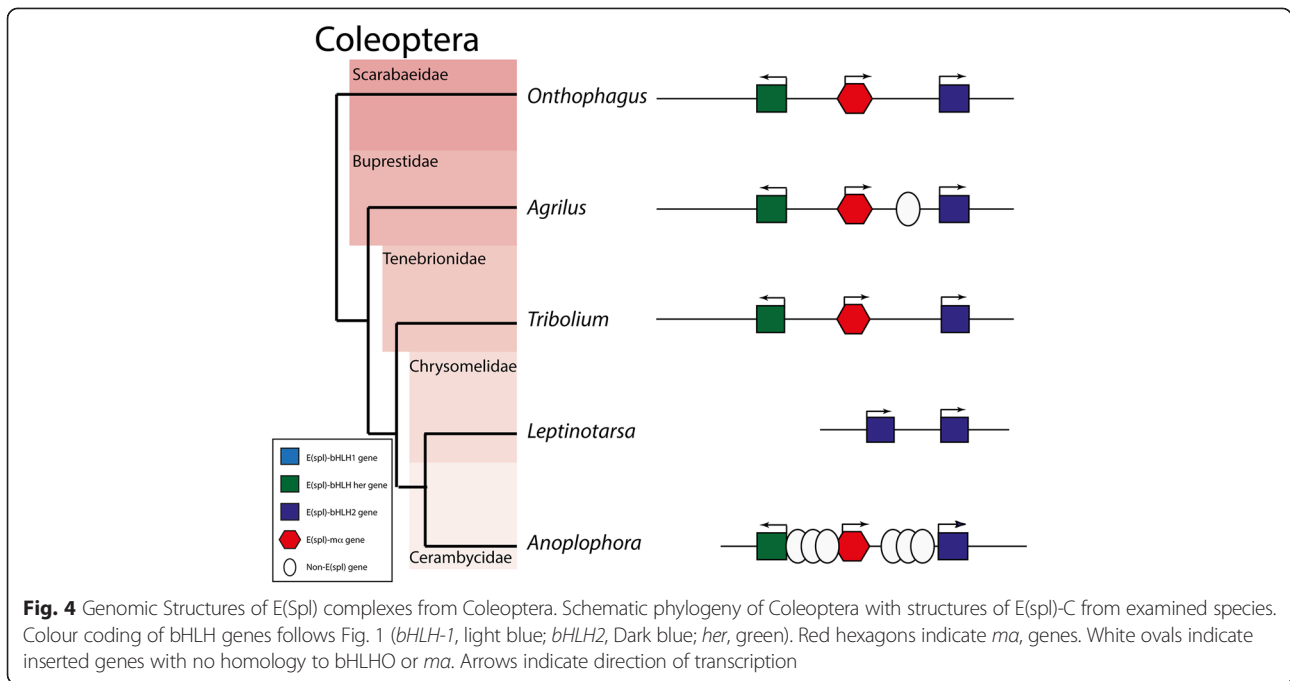 Coleoptera
Scarabaeidae
Onthophagus
Buprestidae
Agrilus
Tenebrionidae
Tribolium
Chrysomelidae
Leptinotarsa
E(spl)-bHLH1 gene
E(spl)-bHLH her gene
E(spl)-bHLH2 gene
E(spl)-mα gene
Non-E(spl) gene
Anoplophora
Cerambycidae
Fig. 4 Genomic Structures of E(Spl) complexes from Coleoptera. Schematic phylogeny of Coleoptera with structures of E(spl)-C from examined species.
Colour coding of bHLH genes follows Fig. 1 (bHLH-1, light blue; bHLH2, Dark blue; her, green). Red hexagons indicate mα, genes. White ovals indicate
inserted genes with no homology to bHLHO or mα. Arrows indicate direction of transcription